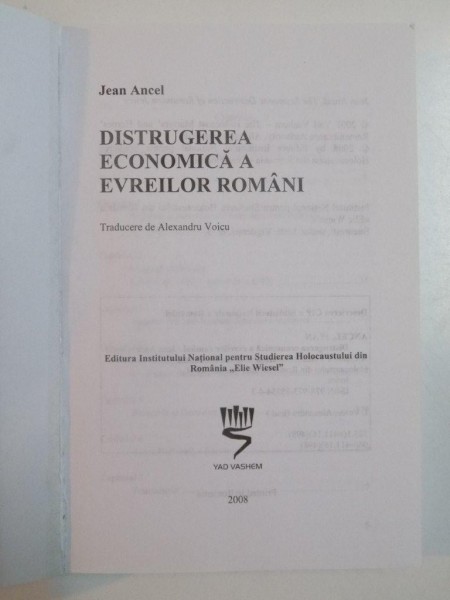 Jean Ancel
DISTRUGEREA
ECONOMICĂ A
EVREILOR ROMÂNI
Traducere de Alexandru Voicu
Editura Institutului Național pentru Studierea Holocaustului din
România „Elie Wiesel”
YAD VASHEM
2008